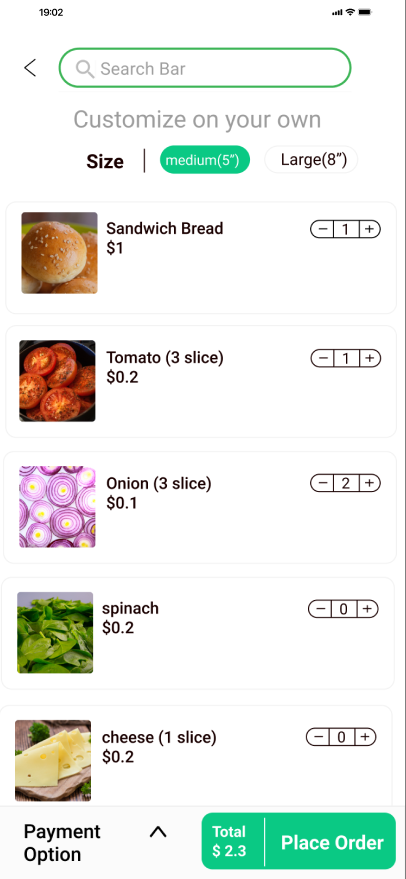 19:02
Search Bar
Customize on your own
Size medium(5”) Large(8”)
Sandwich Bread
$1
− 1 +
Tomato (3 slice)
$0.2
− 1 +
Onion (3 slice)
$0.1
− 2 +
spinach
$0.2
− 0 +
cheese (1 slice)
$0.2
− 0 +
Payment
Option
Total
$ 2.3
Place Order